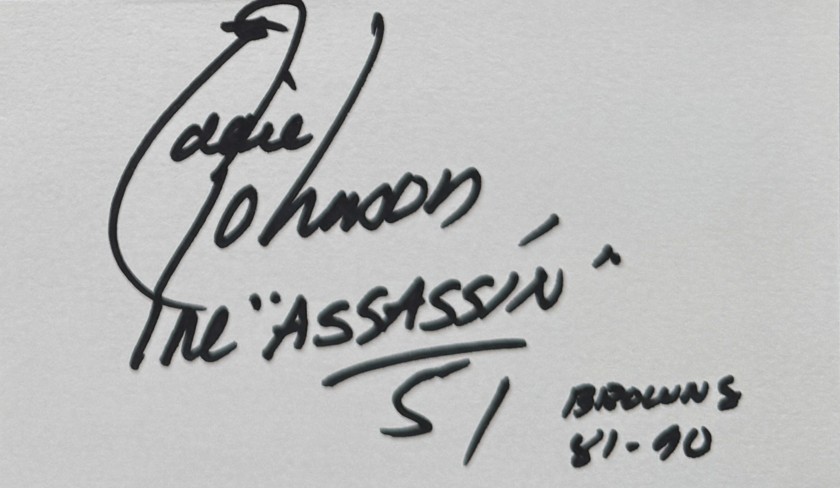 Eddie
Johnson
The "ASSASSIN"
51
BROWNS
81-90